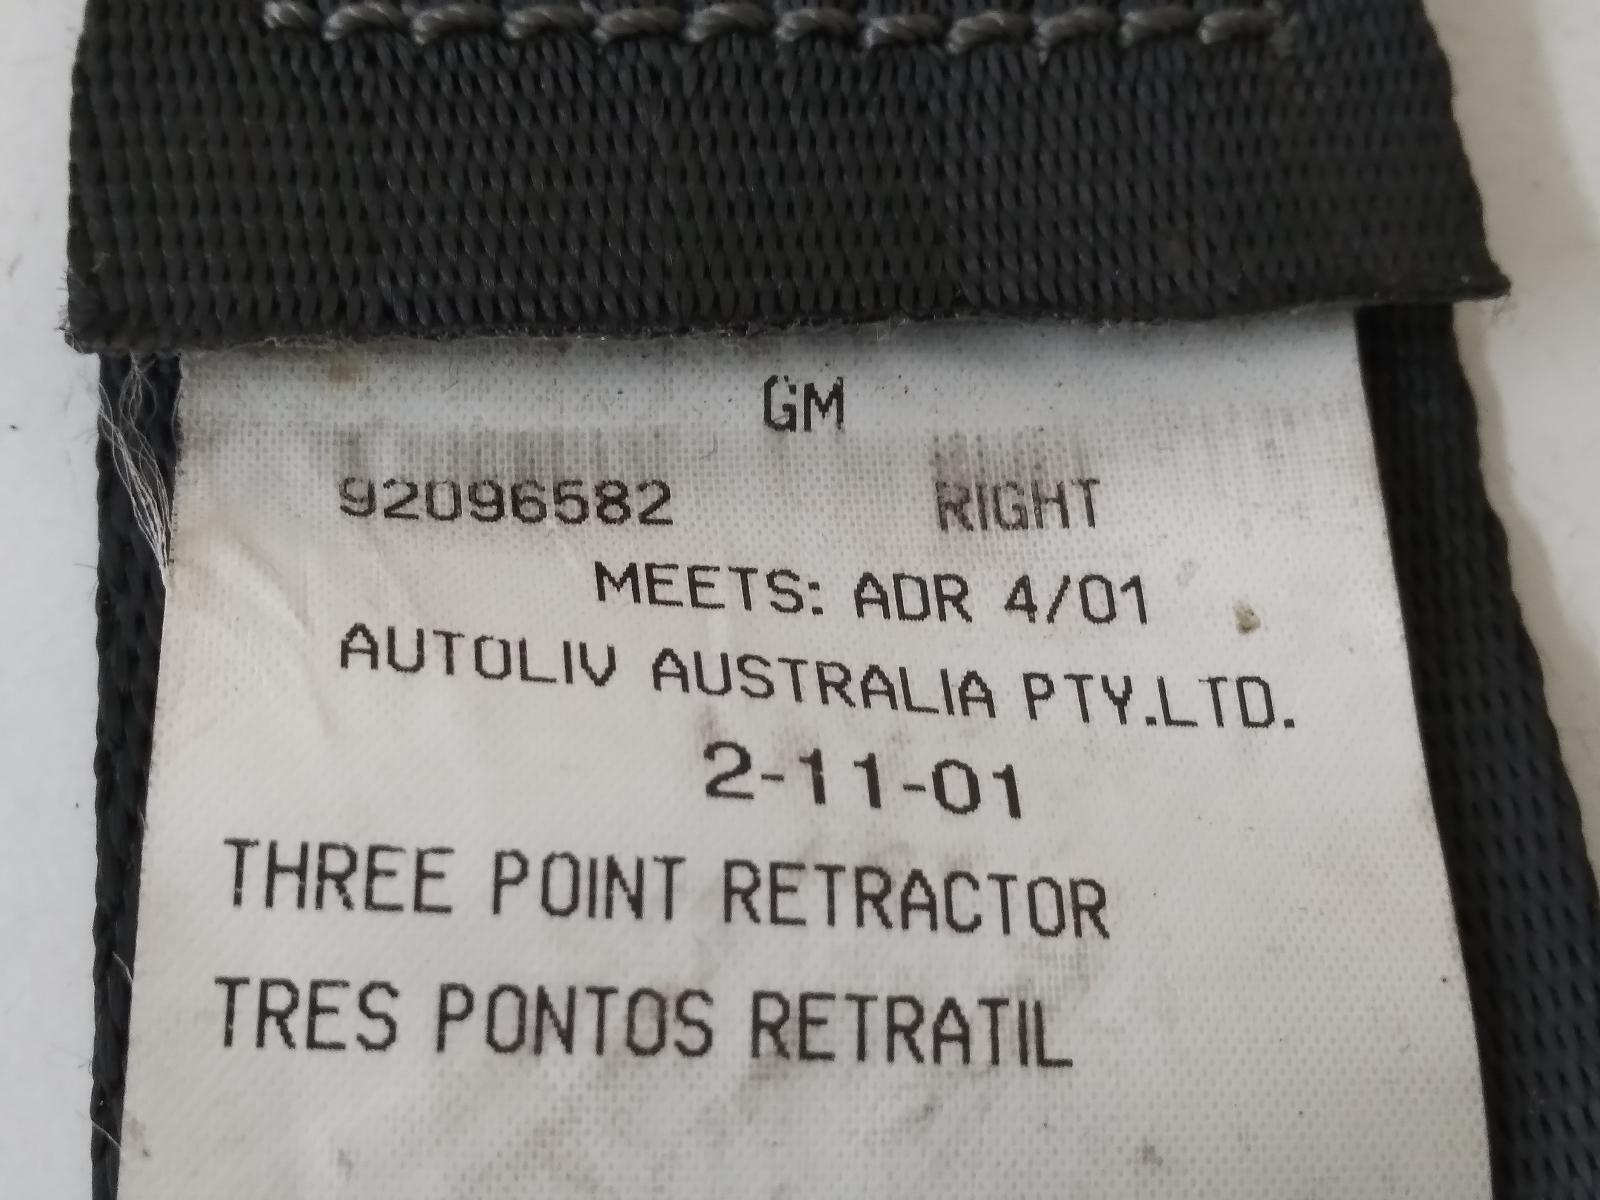 GM
92096582 RIGHT
MEETS: ADR 4/01
AUTOLIV AUSTRALIA PTY.LTD.
2-11-01
THREE POINT RETRACTOR
TRES PONTOS RETRATIL